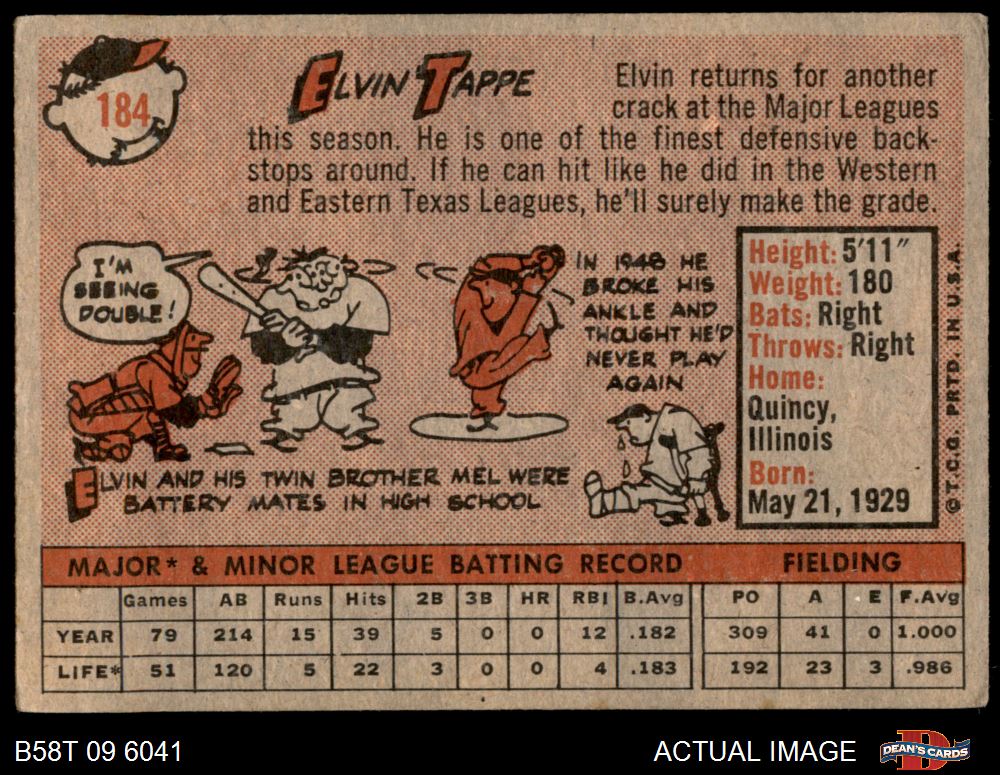 184
ELVIN TAPPE
Elvin returns for another
crack at the Major Leagues
this season. He is one of the finest defensive back-
stops around. If he can hit like he did in the Western
and Eastern Texas Leagues, he'll surely make the grade.
I'M
SEEING
DOUBLE!
IN 1948 HE
BROKE HIS
ANKLE AND
THOUGHT HE'D
NEVER PLAY
AGAIN
ELVIN AND HIS TWIN BROTHER MEL WERE
BATTERY MATES IN HIGH SCHOOL
Height: 5'11"
Weight: 180
Bats: Right
Throws: Right
Home:
Quincy,
Illinois
Born:
May 21, 1929
© T.C.G. PRTD. IN U.S.A.
MAJOR* & MINOR LEAGUE BATTING RECORD FIELDING
Games AB Runs Hits 2B 3B HR RBI B.Avg PO A E F.Avg
YEAR 79 214 15 39 5 0 0 12 .182 309 41 0 1.000
LIFE* 51 120 5 22 3 0 0 4 .183 192 23 3 .986
B58T 09 6041 ACTUAL IMAGE DEAN'S CARDS